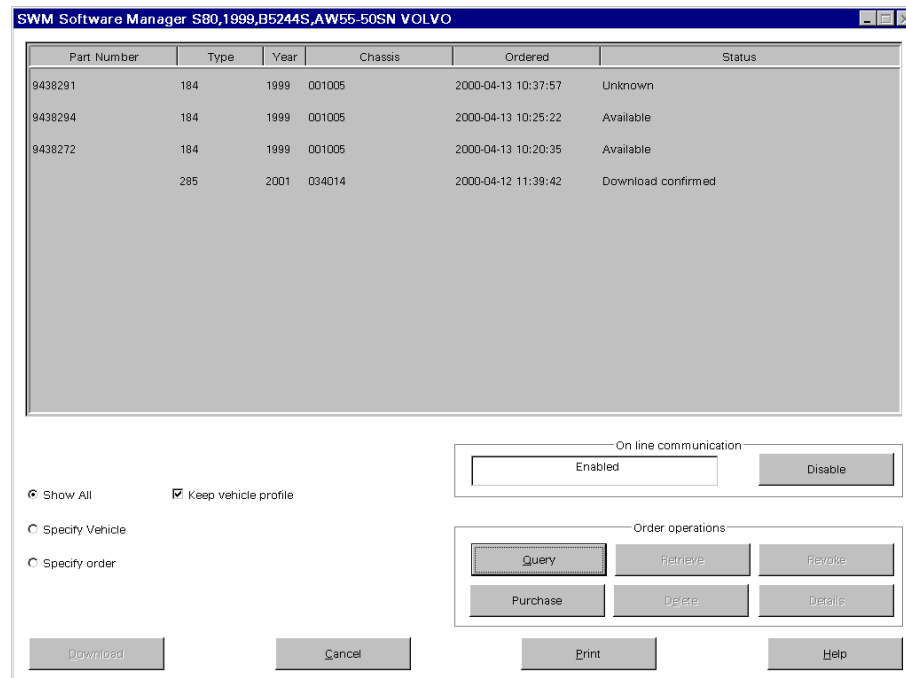 SWM Software Manager S80,1999,B5244S,AW55-50SN VOLVO
Part Number Type Year Chassis Ordered Status
9438291 184 1999 001005 2000-04-13 10:37:57 Unknown
9438294 184 1999 001005 2000-04-13 10:25:22 Available
9438272 184 1999 001005 2000-04-13 10:20:35 Available
285 2001 034014 2000-04-12 11:39:42 Download confirmed
On line communication
Enabled Disable
Show All Keep vehicle profile
Specify Vehicle
Order operations
Specify order
Query Retrieve Revoke
Purchase Delete Details
Download Cancel Print Help